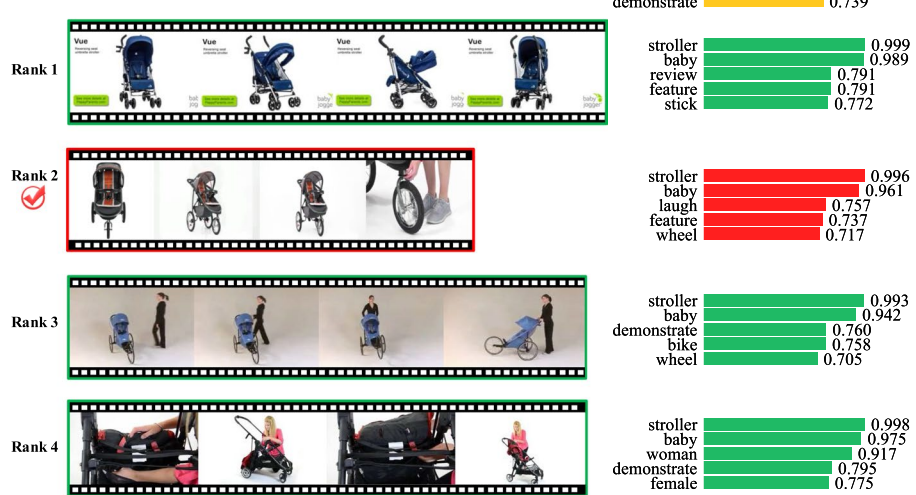 demonstrate 0.739
Rank 1
Vue Vue Vue Vue
baby jogger
stroller 0.999
baby 0.989
review 0.791
feature 0.791
stick 0.772
Rank 2
stroller 0.996
baby 0.961
laugh 0.757
feature 0.737
wheel 0.717
Rank 3
stroller 0.993
baby 0.942
demonstrate 0.760
bike 0.758
wheel 0.705
Rank 4
stroller 0.998
baby 0.975
woman 0.917
demonstrate 0.795
female 0.775